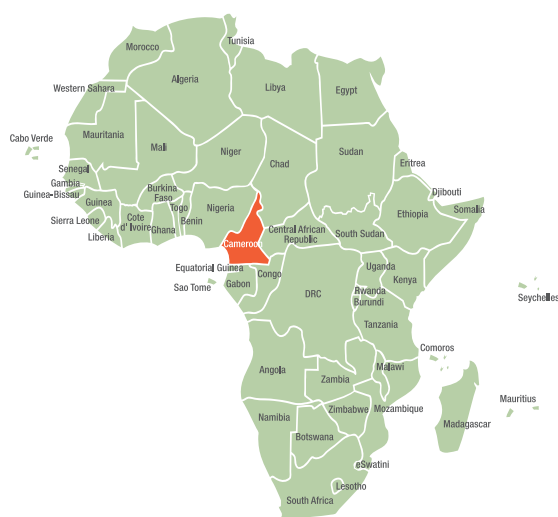 Tunisia
Morocco
Algeria
Libya
Egypt
Western Sahara
Mauritania
Cabo Verde
Mali
Niger
Chad
Sudan
Eritrea
Senegal
Gambia
Guinea-Bissau
Guinea
Burkina
Faso
Djibouti
Somalia
Sierra Leone
Liberia
Cote
d' Ivoire
Ghana
Togo
Benin
Nigeria
Ethiopia
Cameroon
Central African
Republic
South Sudan
Equatorial Guinea
Sao Tome
Gabon
Congo
DRC
Uganda
Kenya
Rwanda
Burundi
Seychelles
Tanzania
Comoros
Angola
Zambia
Malawi
Mozambique
Zimbabwe
Mauritius
Madagascar
Namibia
Botswana
eSwatini
Lesotho
South Africa